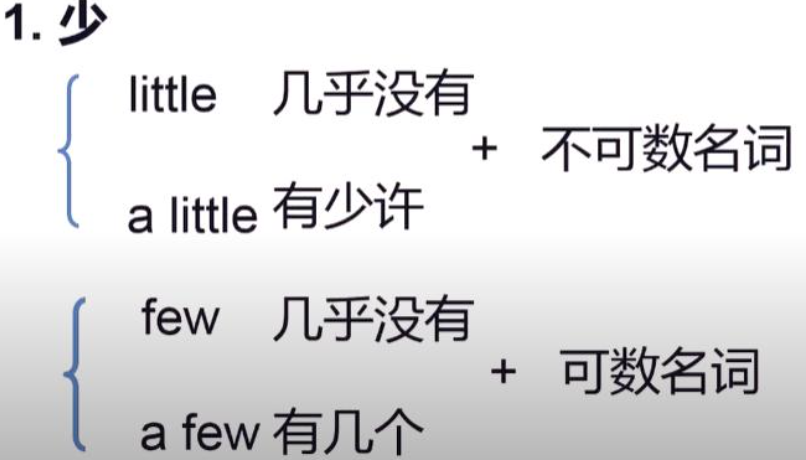 1. 少
little 几乎没有
+ 不可数名词
a little 有少许
few 几乎没有
+ 可数名词
a few 有几个